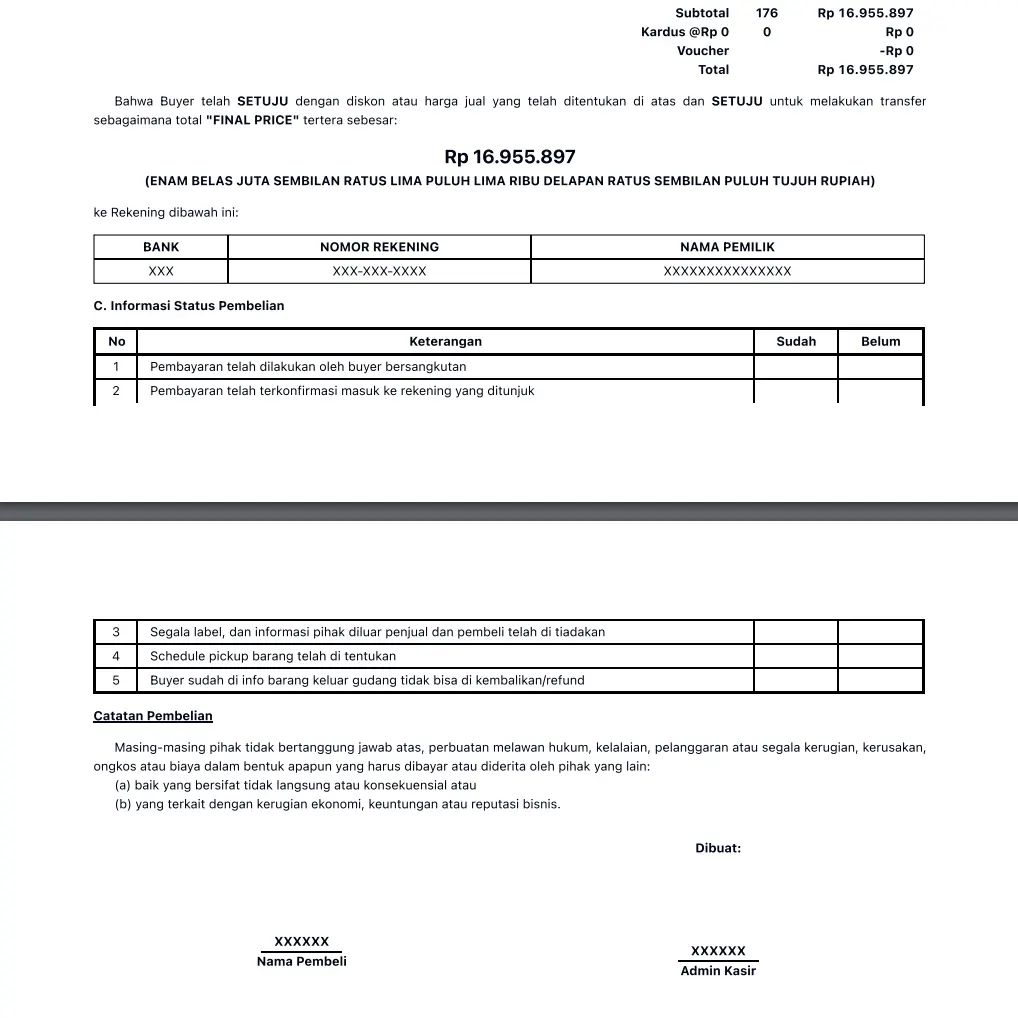 Subtotal 176 Rp 16.955.897
Kardus @Rp 0 0 Rp 0
Voucher -Rp 0
Total Rp 16.955.897
Bahwa Buyer telah SETUJU dengan diskon atau harga jual yang telah ditentukan di atas dan SETUJU untuk melakukan transfer
sebagaimana total "FINAL PRICE" tertera sebesar:
Rp 16.955.897
(ENAM BELAS JUTA SEMBILAN RATUS LIMA PULUH LIMA RIBU DELAPAN RATUS SEMBILAN PULUH TUJUH RUPIAH)
ke Rekening dibawah ini:
BANK NOMOR REKENING NAMA PEMILIK
XXX XXX-XXX-XXXX XXXXXXXXXXXXXXX
C. Informasi Status Pembelian
No Keterangan Sudah Belum
1 Pembayaran telah dilakukan oleh buyer bersangkutan
2 Pembayaran telah terkonfirmasi masuk ke rekening yang ditunjuk
3 Segala label, dan informasi pihak diluar penjual dan pembeli telah di tiadakan
4 Schedule pickup barang telah di tentukan
5 Buyer sudah di info barang keluar gudang tidak bisa di kembalikan/refund
Catatan Pembelian
Masing-masing pihak tidak bertanggung jawab atas, perbuatan melawan hukum, kelalaian, pelanggaran atau segala kerugian, kerusakan,
ongkos atau biaya dalam bentuk apapun yang harus dibayar atau diderita oleh pihak yang lain:
(a) baik yang bersifat tidak langsung atau konsekuensial atau
(b) yang terkait dengan kerugian ekonomi, keuntungan atau reputasi bisnis.
Dibuat:
XXXXXX
Nama Pembeli
XXXXXX
Admin Kasir